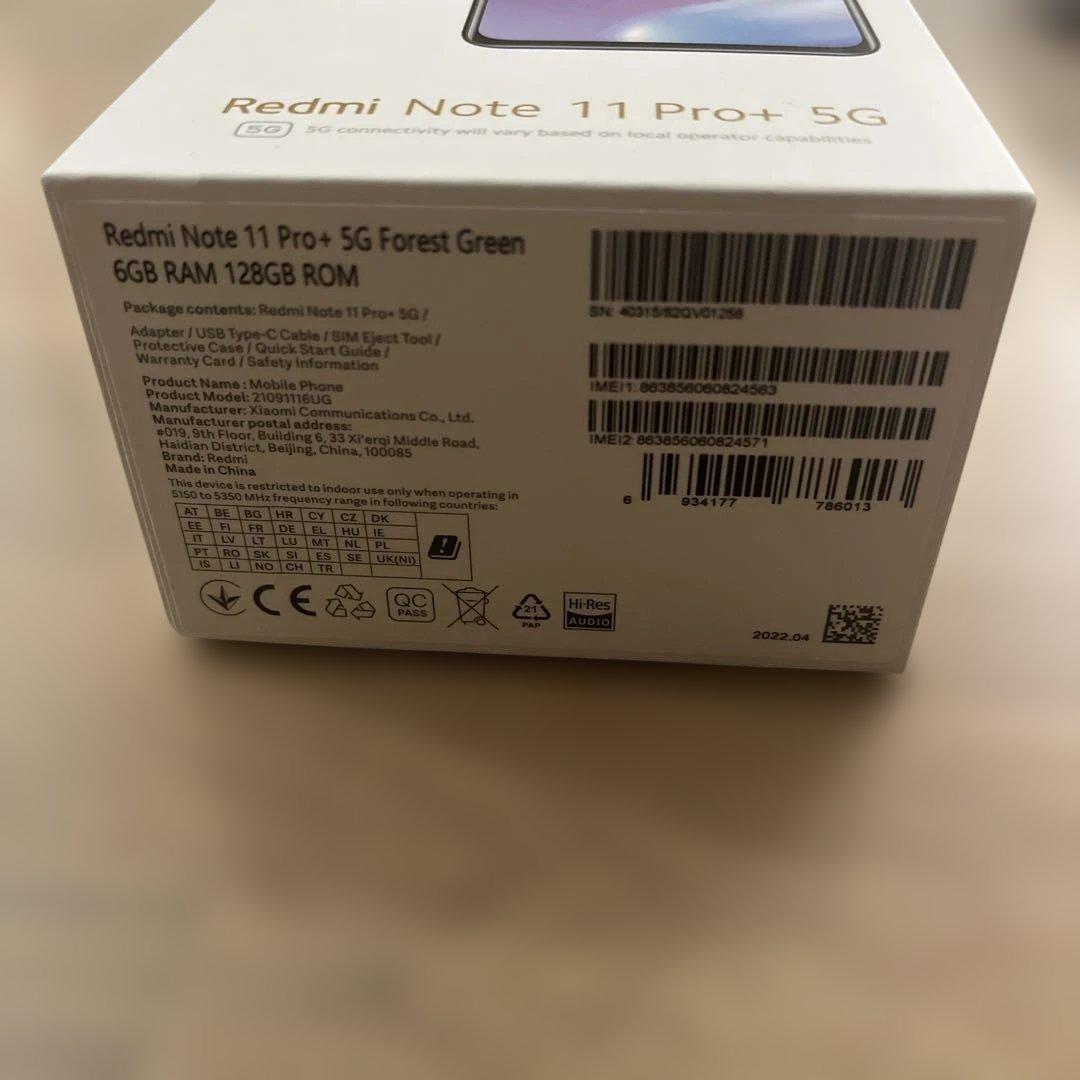 Redmi Note 11 Pro+ 5G
5G 5G connectivity will vary based on local operator capabilities
Redmi Note 11 Pro+ 5G Forest Green
6GB RAM 128GB ROM
Package contents: Redmi Note 11 Pro+ 5G /
Adapter / USB Type-C Cable / SIM Eject Tool /
Protective Case / Quick Start Guide /
Warranty Card / Safety Information
Product Name : Mobile Phone
Product Model: 21091116UG
Manufacturer: Xiaomi Communications Co., Ltd.
Manufacturer postal address:
#019, 9th Floor, Building 6, 33 Xi'erqi Middle Road,
Haidian District, Beijing, China, 100085
Brand: Redmi
Made in China
This device is restricted to indoor use only when operating in
5150 to 5350 MHz frequency range in following countries:
AT BE BG HR CY CZ DK
EE FI FR DE EL HU IE
IT LV LT LU MT NL PL
PT RO SK SI ES SE UK(NI)
IS LI NO CH TR
CE
QC
PASS
21
PAP
Hi-Res
AUDIO
SN:
IMEI1: 863856060824563
IMEI2: 863856060824571
6 934177 786013
2022.04